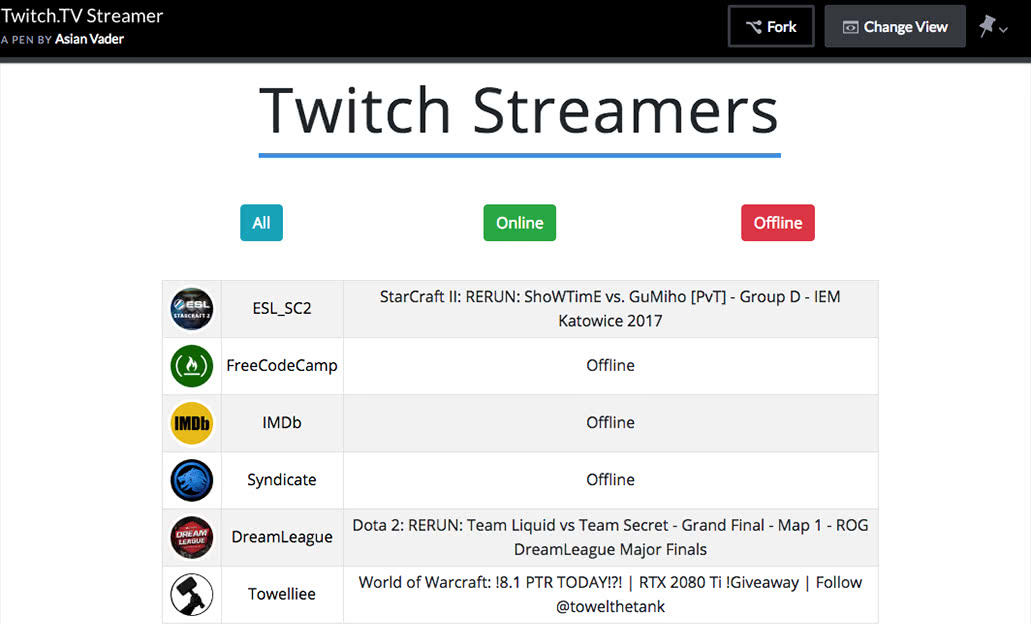 Twitch.TV Streamer
A PEN BY Asian Vader
Fork
Change View
Twitch Streamers
All
Online
Offline
ESL
STARCRAFT 2
ESL_SC2
StarCraft II: RERUN: ShoWTimE vs. GuMiho [PvT] - Group D - IEM
Katowice 2017
FreeCodeCamp
Offline
IMDb
IMDb
Offline
Syndicate
Offline
DREAM
LEAGUE
DreamLeague
Dota 2: RERUN: Team Liquid vs Team Secret - Grand Final - Map 1 - ROG
DreamLeague Major Finals
Towelliee
World of Warcraft: !8.1 PTR TODAY!?! | RTX 2080 Ti !Giveaway | Follow
@towelthetank